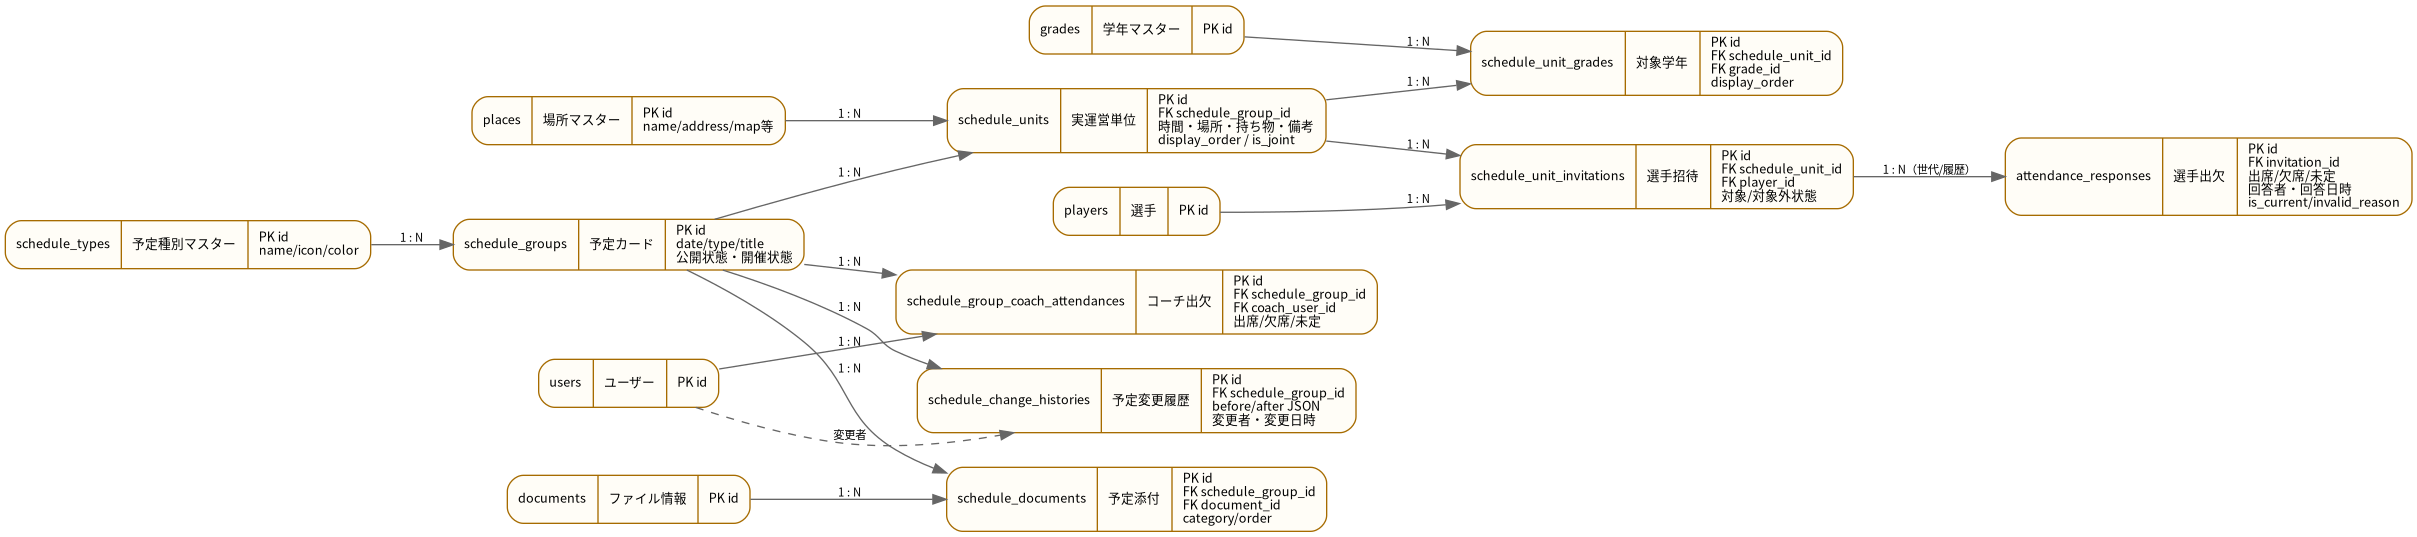 grades
学年マスター
PK id
1 : N
schedule_unit_grades
対象学年
PK id
FK schedule_unit_id
FK grade_id
display_order
places
場所マスター
PK id
name/address/map等
1 : N
schedule_units
実運営単位
PK id
FK schedule_group_id
時間・場所・持ち物・備考
display_order / is_joint
1 : N
1 : N
schedule_unit_invitations
選手招待
PK id
FK schedule_unit_id
FK player_id
対象/対象外状態
1 : N（世代/履歴）
attendance_responses
選手出欠
PK id
FK invitation_id
出席/欠席/未定
回答者・回答日時
is_current/invalid_reason
1 : N
players
選手
PK id
1 : N
schedule_types
予定種別マスター
PK id
name/icon/color
1 : N
schedule_groups
予定カード
PK id
date/type/title
公開状態・開催状態
1 : N
schedule_group_coach_attendances
コーチ出欠
PK id
FK schedule_group_id
FK coach_user_id
出席/欠席/未定
1 : N
1 : N
1 : N
users
ユーザー
PK id
schedule_change_histories
予定変更履歴
PK id
FK schedule_group_id
before/after JSON
変更者・変更日時
変更者
documents
ファイル情報
PK id
1 : N
schedule_documents
予定添付
PK id
FK schedule_group_id
FK document_id
category/order